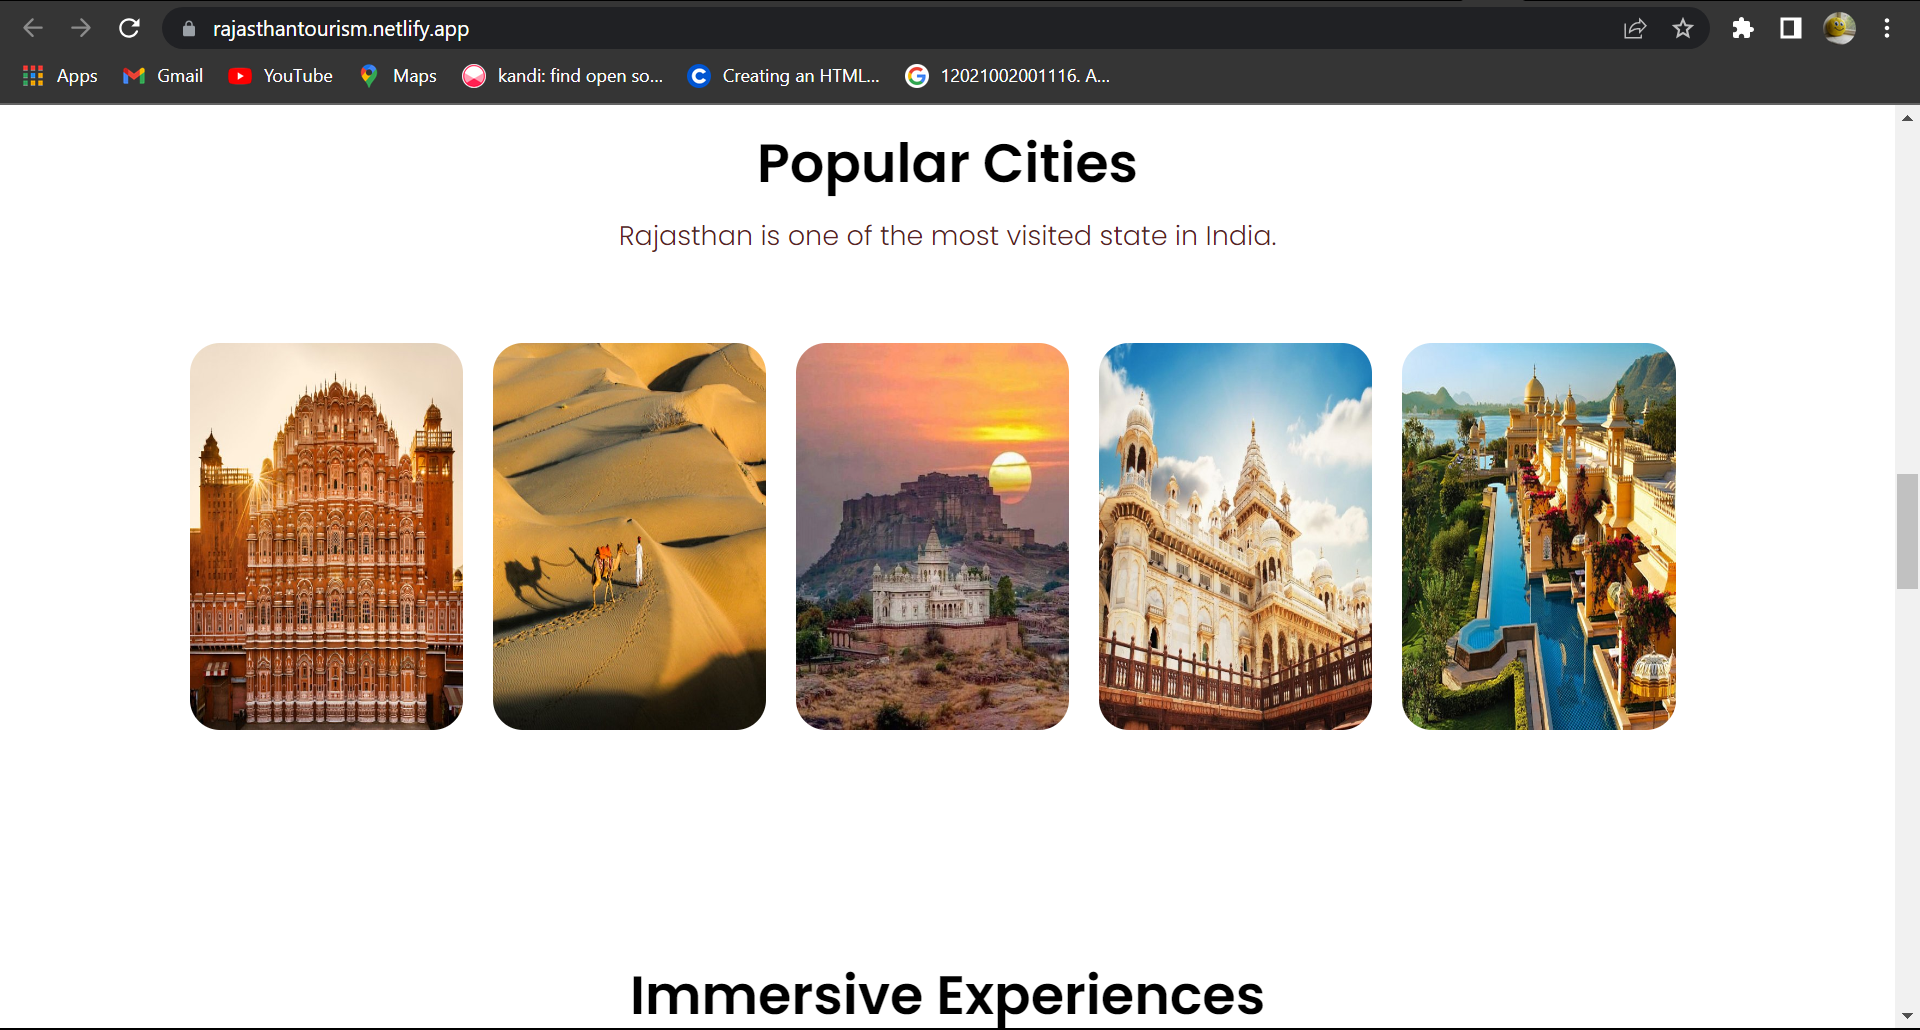 rajasthantourism.netlify.app
Apps Gmail YouTube Maps kandi: find open so... Creating an HTML... 12021002001116. A...
Popular Cities
Rajasthan is one of the most visited state in India.
Immersive Experiences